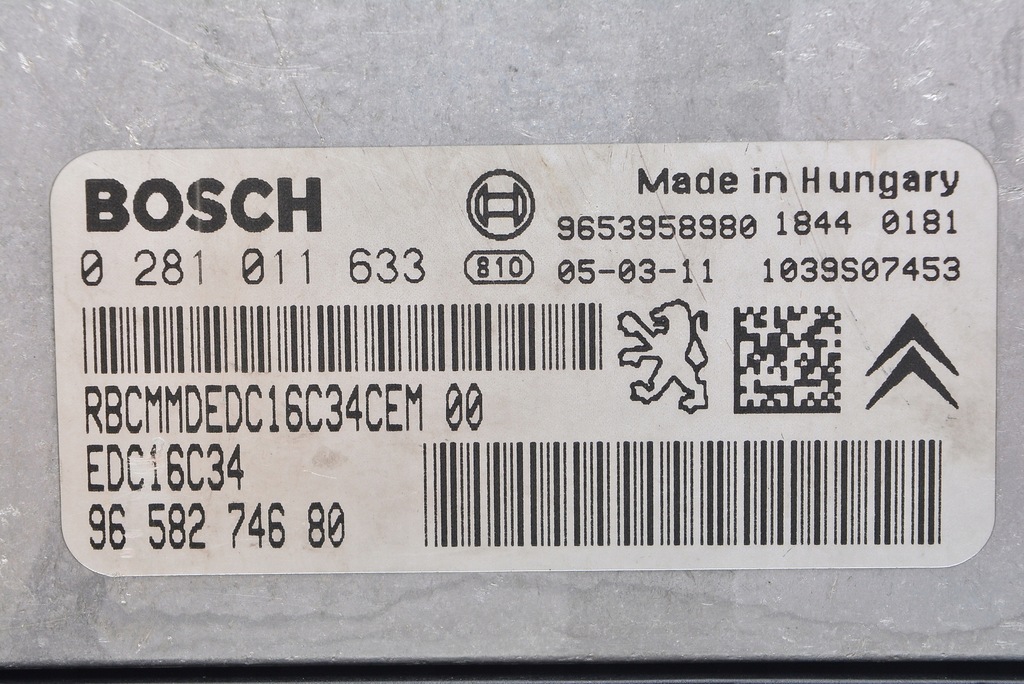 BOSCH
Made in Hungary
9653958980 1844 0181
0 281 011 633
810
05-03-11 1039S07453
RBCMMDEDC16C34CEM 00
EDC16C34
96 582 746 80